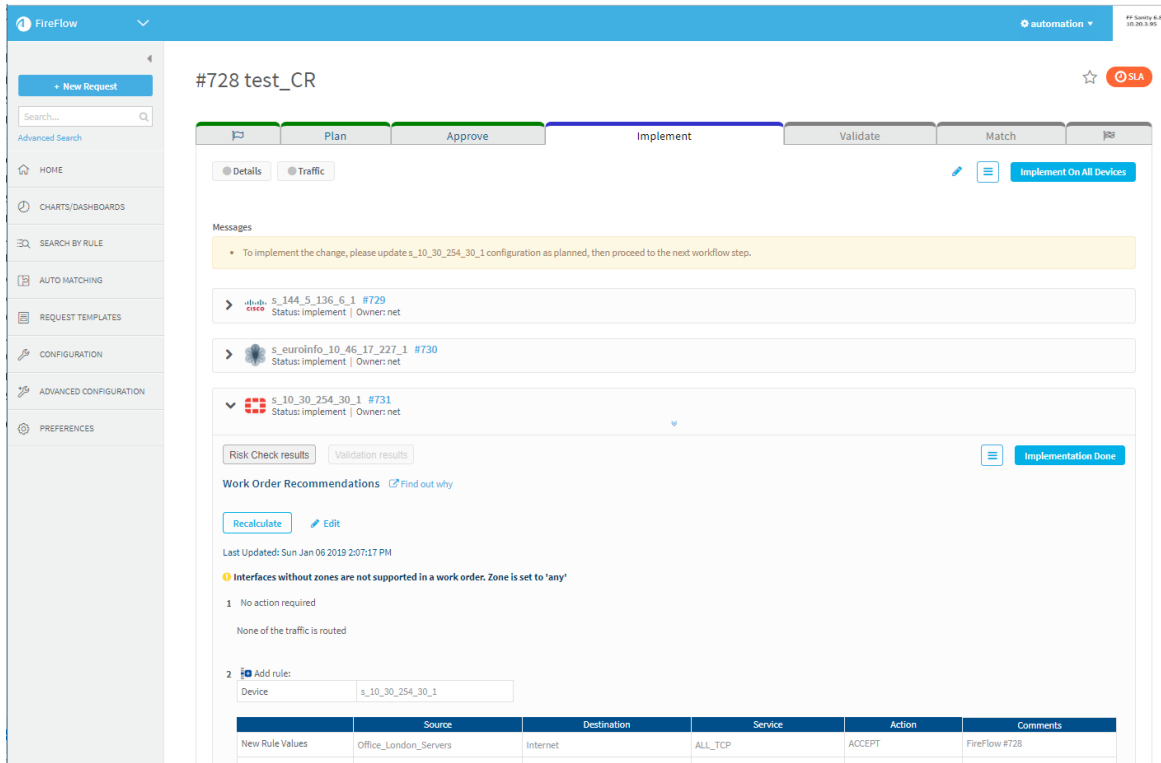 FireFlow
automation
FF Sanity 6.8
10.20.3.95
+ New Request
Search...
Advanced Search
HOME
CHARTS/DASHBOARDS
SEARCH BY RULE
AUTO MATCHING
REQUEST TEMPLATES
CONFIGURATION
ADVANCED CONFIGURATION
PREFERENCES
#728 test_CR
SLA
Plan Approve Implement Validate Match
Details Traffic
Implement On All Devices
Messages
• To implement the change, please update s_10_30_254_30_1 configuration as planned, then proceed to the next workflow step.
s_144_5_136_6_1 #729
CISCO
Status: implement | Owner: net
s_euroinfo_10_46_17_227_1 #730
Status: implement | Owner: net
s_10_30_254_30_1 #731
Status: implement | Owner: net
Risk Check results Validation results
Implementation Done
Work Order Recommendations Find out why
Recalculate Edit
Last Updated: Sun Jan 06 2019 2:07:17 PM
Interfaces without zones are not supported in a work order. Zone is set to 'any'
1 No action required
None of the traffic is routed
2 Add rule:
Device s_10_30_254_30_1
Source Destination Service Action Comments
New Rule Values Office_London_Servers Internet ALL_TCP ACCEPT FireFlow #728